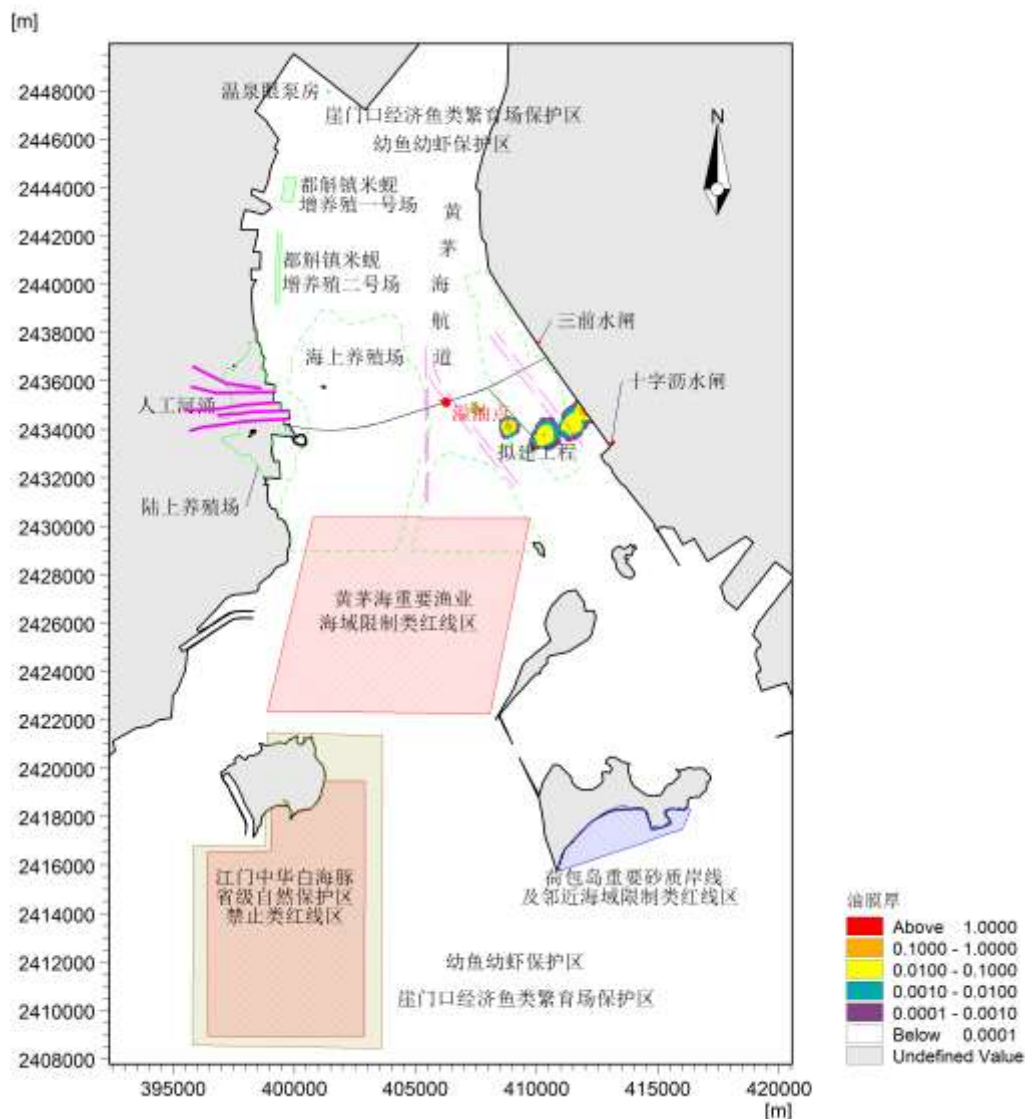 [m]
2448000
2446000
2444000
2442000
2440000
2438000
2436000
2434000
2432000
2430000
2428000
2426000
2424000
2422000
2420000
2418000
2416000
2414000
2412000
2410000
2408000
温泉眼泵房
崖门口经济鱼类繁育场保护区
幼鱼幼虾保护区
N
都斛镇米蚬
增养殖一号场
黄
茅
海
航
道
都斛镇米蚬
增养殖二号场
三前水闸
海上养殖场
十字沥水闸
人工河涌
溢油点
拟建工程
陆上养殖场
黄茅海重要渔业
海域限制类红线区
江门中华白海豚
省级自然保护区
禁止类红线区
荷包岛重要砂质岸线
及邻近海域限制类红线区
幼鱼幼虾保护区
崖门口经济鱼类繁育场保护区
395000 400000 405000 410000 415000 420000
[m]
油膜厚
Above 1.0000
0.1000 - 1.0000
0.0100 - 0.1000
0.0010 - 0.0100
0.0001 - 0.0010
Below 0.0001
Undefined Value